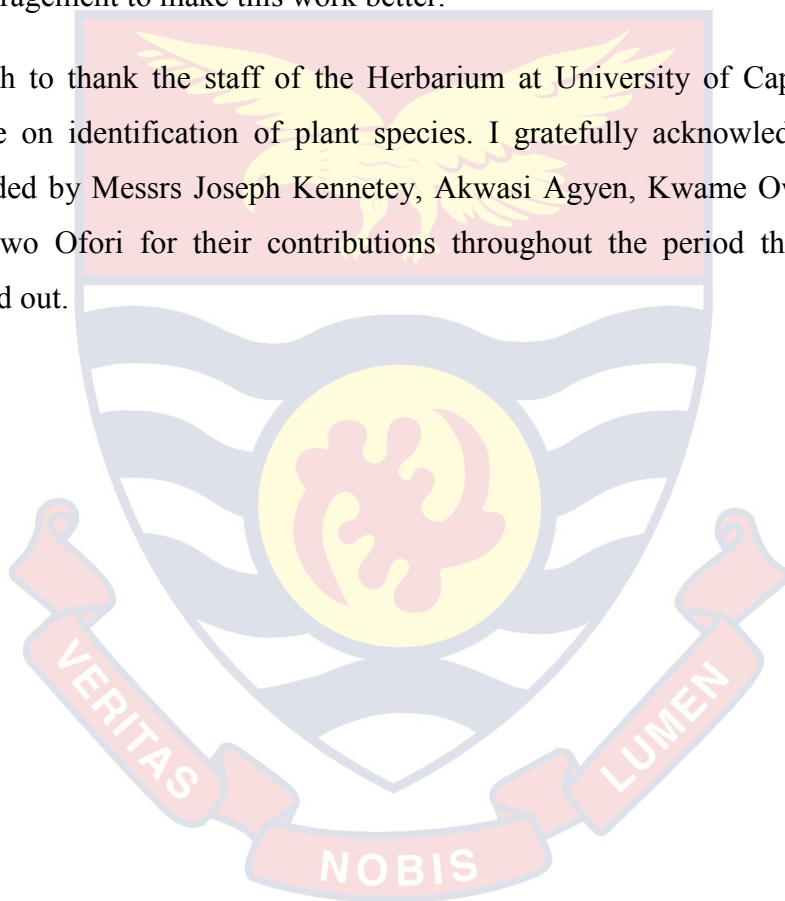 ragement to make this work better.
h to thank the staff of the Herbarium at University of Cap
e on identification of plant species. I gratefully acknowled
ded by Messrs Joseph Kennetey, Akwasi Agyen, Kwame Ov
wo Ofori for their contributions throughout the period th
d out.
VERITAS
NOBIS
LUMEN